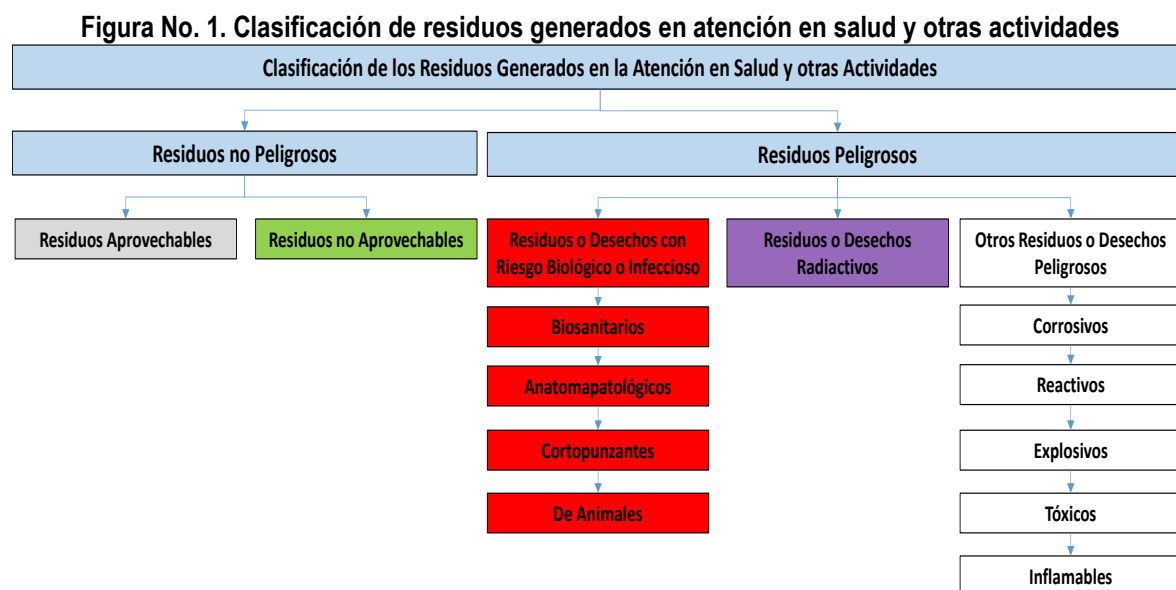 Figura No. 1. Clasificación de residuos generados en atención en salud y otras actividades
Clasificación de los Residuos Generados en la Atención en Salud y otras Actividades
Residuos no Peligrosos
Residuos Peligrosos
Residuos Aprovechables
Residuos no Aprovechables
Residuos o Desechos con
Riesgo Biológico o Infeccioso
Residuos o Desechos
Radiactivos
Otros Residuos o Desechos
Peligrosos
Biosanitarios
Anatomapatológicos
Cortopunzantes
De Animales
Corrosivos
Reactivos
Explosivos
Tóxicos
Inflamables